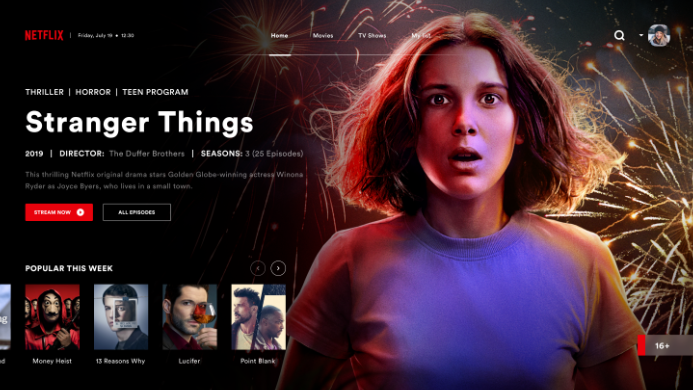 NETFLIX | Friday, July 19 • 12:30
Home Movies TV Shows My list
THRILLER | HORROR | TEEN PROGRAM
Stranger Things
2019 | DIRECTOR: The Duffer Brothers | SEASONS: 3 (25 Episodes)
This thrilling Netflix original drama stars Golden Globe-winning actress Winona
Ryder as Joyce Byers, who lives in a small town.
STREAM NOW ALL EPISODES
POPULAR THIS WEEK
Money Heist 13 Reasons Why Lucifer Point Blank
16+